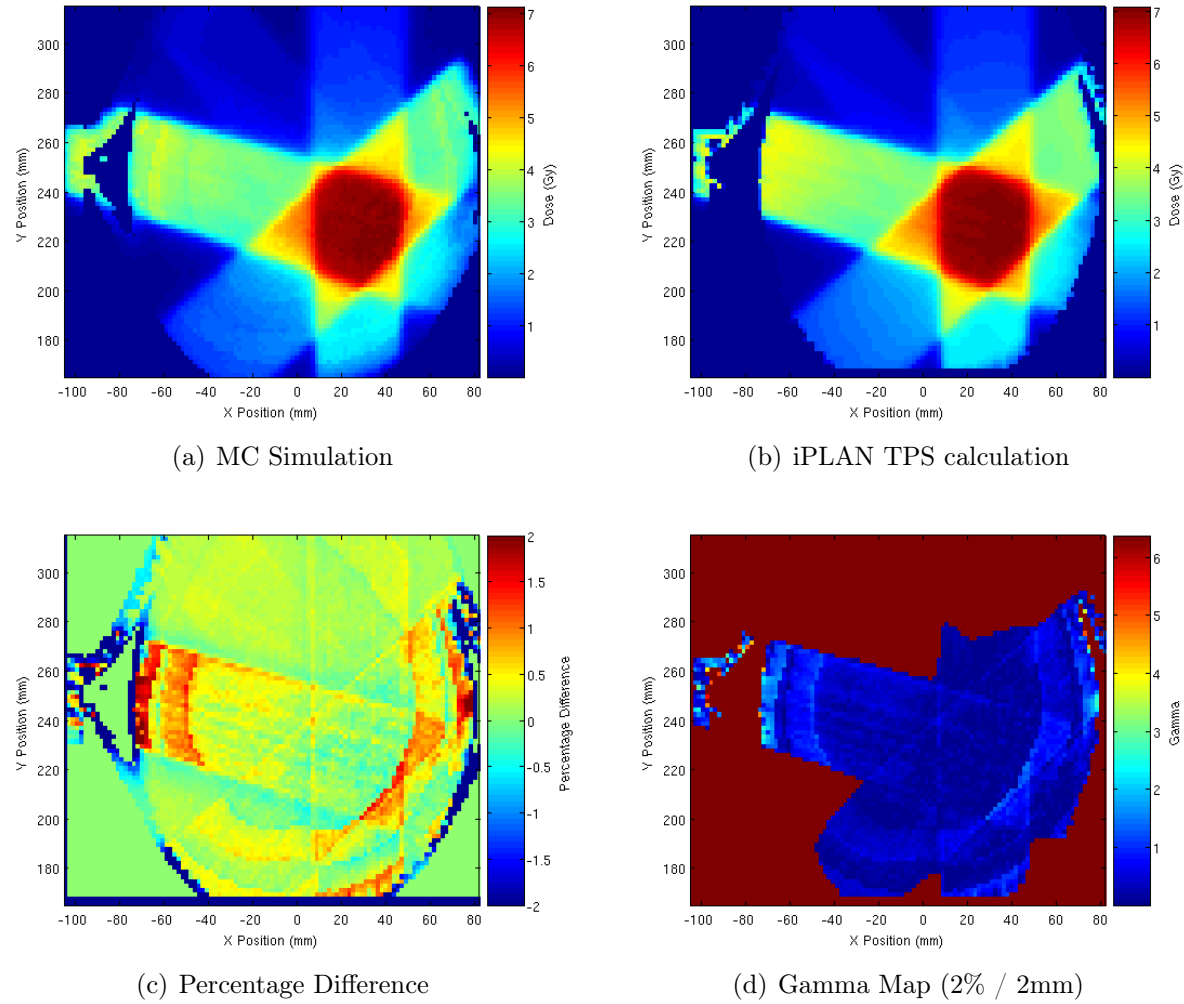 300
280
260
240
220
200
180
-100 -80 -60 -40 -20 0 20 40 60 80
X Position (mm)
Y Position (mm)
7
6
5
4
3
2
1
Dose (Gy)
(a) MC Simulation
300
280
260
240
220
200
180
-100 -80 -60 -40 -20 0 20 40 60 80
X Position (mm)
Y Position (mm)
7
6
5
4
3
2
1
Dose (Gy)
(b) iPLAN TPS calculation
300
280
260
240
220
200
180
-100 -80 -60 -40 -20 0 20 40 60 80
X Position (mm)
Y Position (mm)
2
1.5
1
0.5
0
-0.5
-1
-1.5
-2
Percentage Difference
(c) Percentage Difference
300
280
260
240
220
200
180
-100 -80 -60 -40 -20 0 20 40 60 80
X Position (mm)
Y Position (mm)
6
5
4
3
2
1
Gamma
(d) Gamma Map (2% / 2mm)